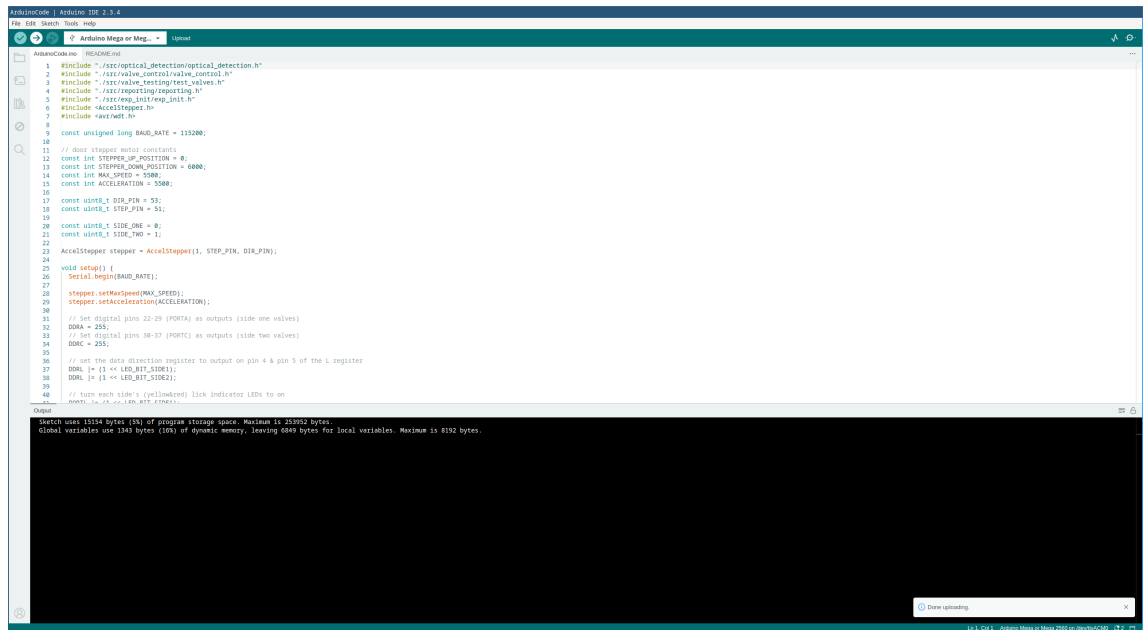 ArduinoCode | Arduino IDE 2.3.4
File Edit Sketch Tools Help
Arduino Mega or Meg...
Upload
ArduinoCode.ino README.md
1 #include "./src/optical_detection/optical_detection.h"
2 #include "./src/valve_control/valve_control.h"
3 #include "./src/valve_testing/test_valves.h"
4 #include "./src/reporting/reporting.h"
5 #include "./src/exp_init/exp_init.h"
6 #include <AccelStepper.h>
7 #include <avr/wdt.h>
8
9 const unsigned long BAUD_RATE = 115200;
10
11 // door stepper motor constants
12 const int STEPPER_UP_POSITION = 0;
13 const int STEPPER_DOWN_POSITION = 6000;
14 const int MAX_SPEED = 5500;
15 const int ACCELERATION = 5500;
16
17 const uint8_t DIR_PIN = 53;
18 const uint8_t STEP_PIN = 51;
19
20 const uint8_t SIDE_ONE = 0;
21 const uint8_t SIDE_TWO = 1;
22
23 AccelStepper stepper = AccelStepper(1, STEP_PIN, DIR_PIN);
24
25 void setup() {
26 Serial.begin(BAUD_RATE);
27
28 stepper.setMaxSpeed(MAX_SPEED);
29 stepper.setAcceleration(ACCELERATION);
30
31 // Set digital pins 22-29 (PORTA) as outputs (side one valves)
32 DDRA = 255;
33 // Set digital pins 30-37 (PORTC) as outputs (side two valves)
34 DDRC = 255;
35
36 // set the data direction register to output on pin 4 & pin 5 of the L register
37 DDRL |= (1 << LED_BIT_SIDE1);
38 DDRL |= (1 << LED_BIT_SIDE2);
39
40 // turn each side's (yellow&red) lick indicator LEDs to on
41 PORTL |= (1 << LED_BIT_SIDE1);
Output
Sketch uses 15154 bytes (5%) of program storage space. Maximum is 253952 bytes.
Global variables use 1343 bytes (16%) of dynamic memory, leaving 6849 bytes for local variables. Maximum is 8192 bytes.
Done uploading.
Ln 1, Col 1 Arduino Mega or Mega 2560 on /dev/ttyACM0 2